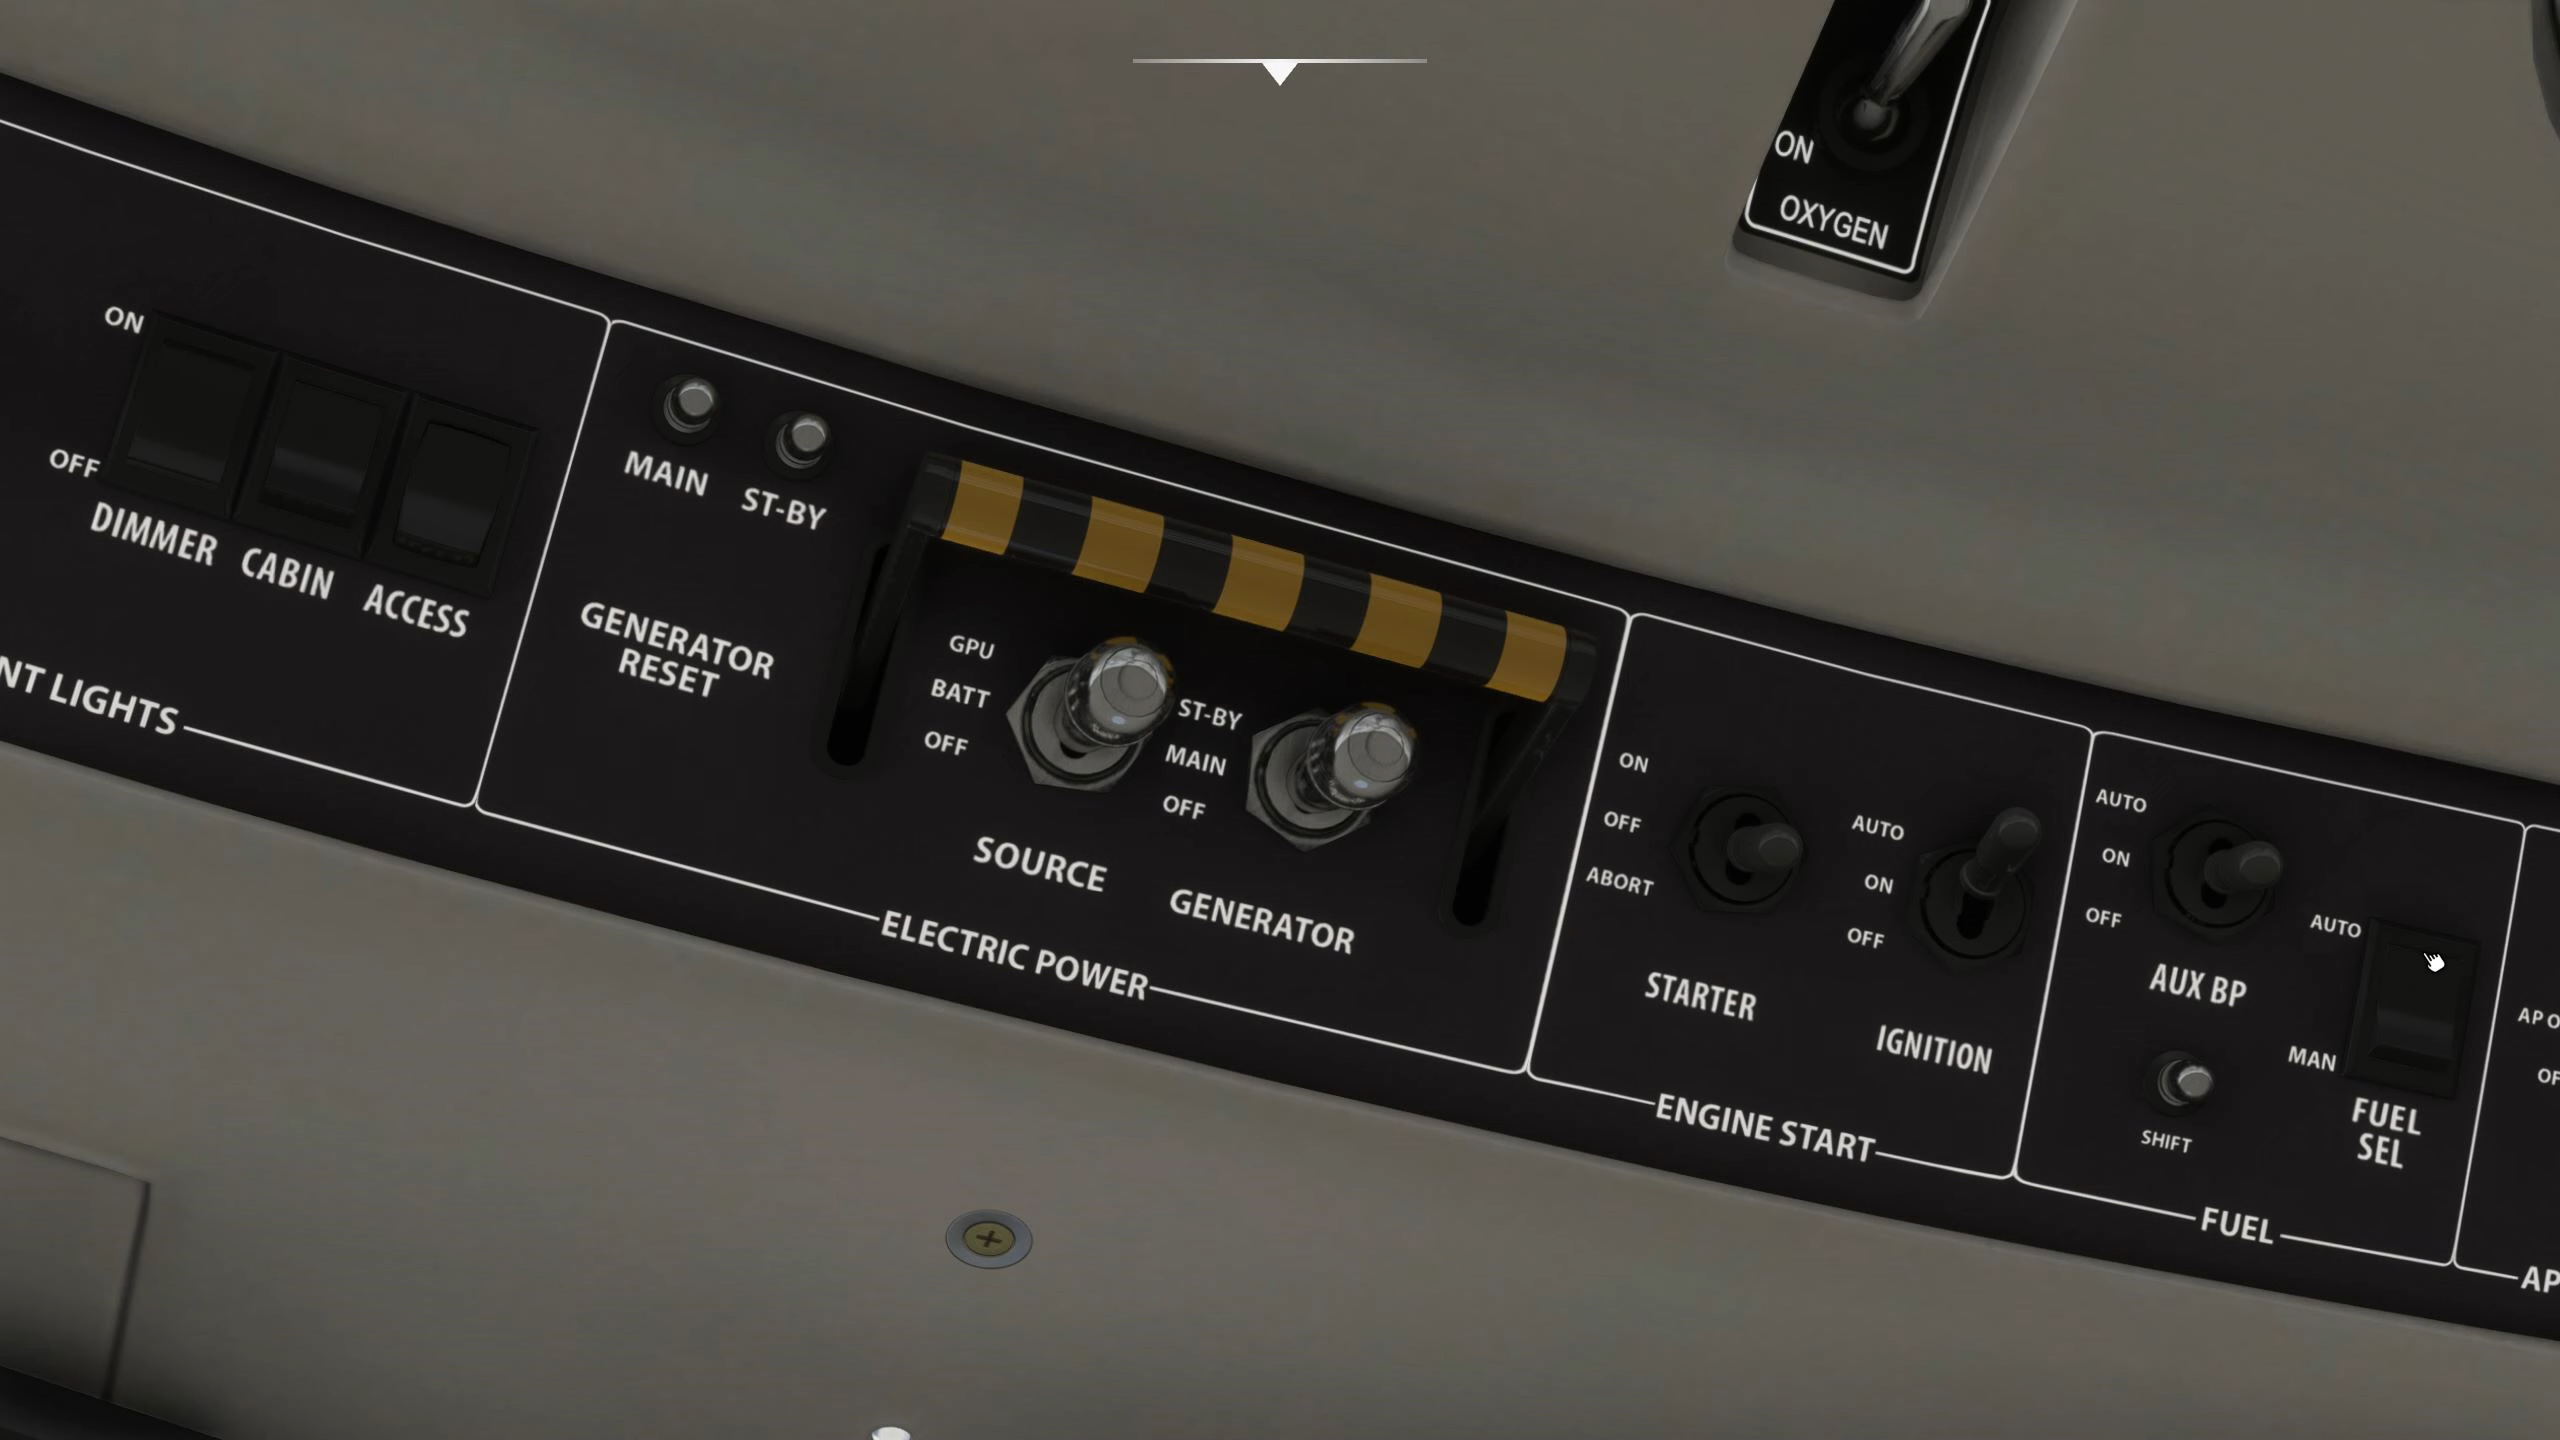 ON
OXYGEN
ON
OFF
DIMMER CABIN ACCESS
NT LIGHTS
MAIN ST-BY
GENERATOR
RESET
GPU
BATT
OFF
SOURCE
ST-BY
MAIN
OFF
GENERATOR
ELECTRIC POWER
ON
OFF
ABORT
STARTER
AUTO
ON
OFF
IGNITION
ENGINE START
AUTO
ON
OFF
AUX BP
SHIFT
AUTO
MAN
FUEL
SEL
FUEL
AP O
OF
AP